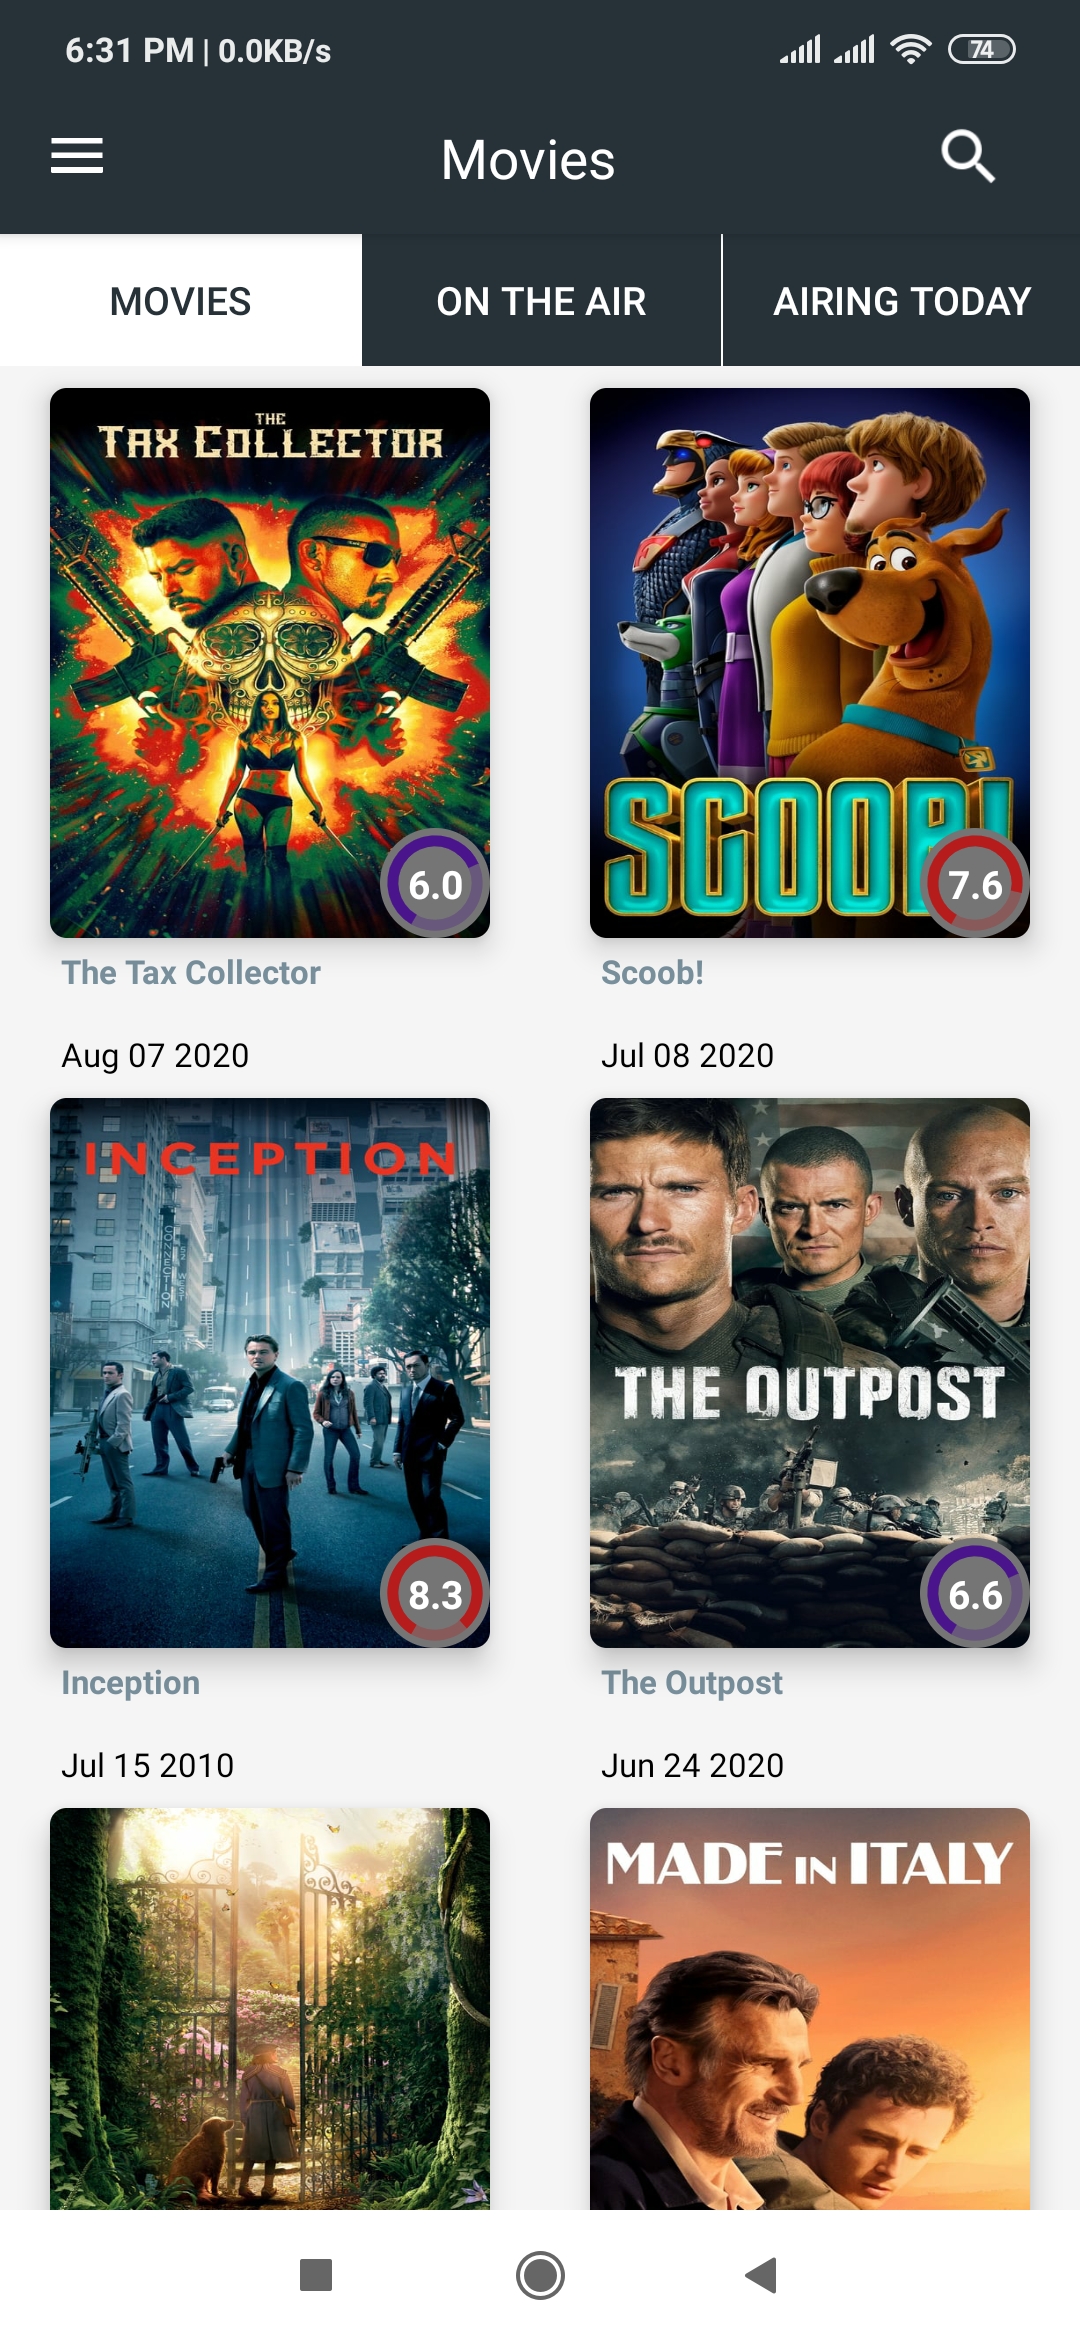 6:31 PM | 0.0KB/s
74
Movies
MOVIES
ON THE AIR
AIRING TODAY
THE
TAX COLLECTOR
6.0
SCOOB!
7.6
The Tax Collector
Scoob!
Aug 07 2020
Jul 08 2020
INCEPTION
CONNECTION
8.3
THE OUTPOST
6.6
Inception
The Outpost
Jul 15 2010
Jun 24 2020
MADE IN ITALY